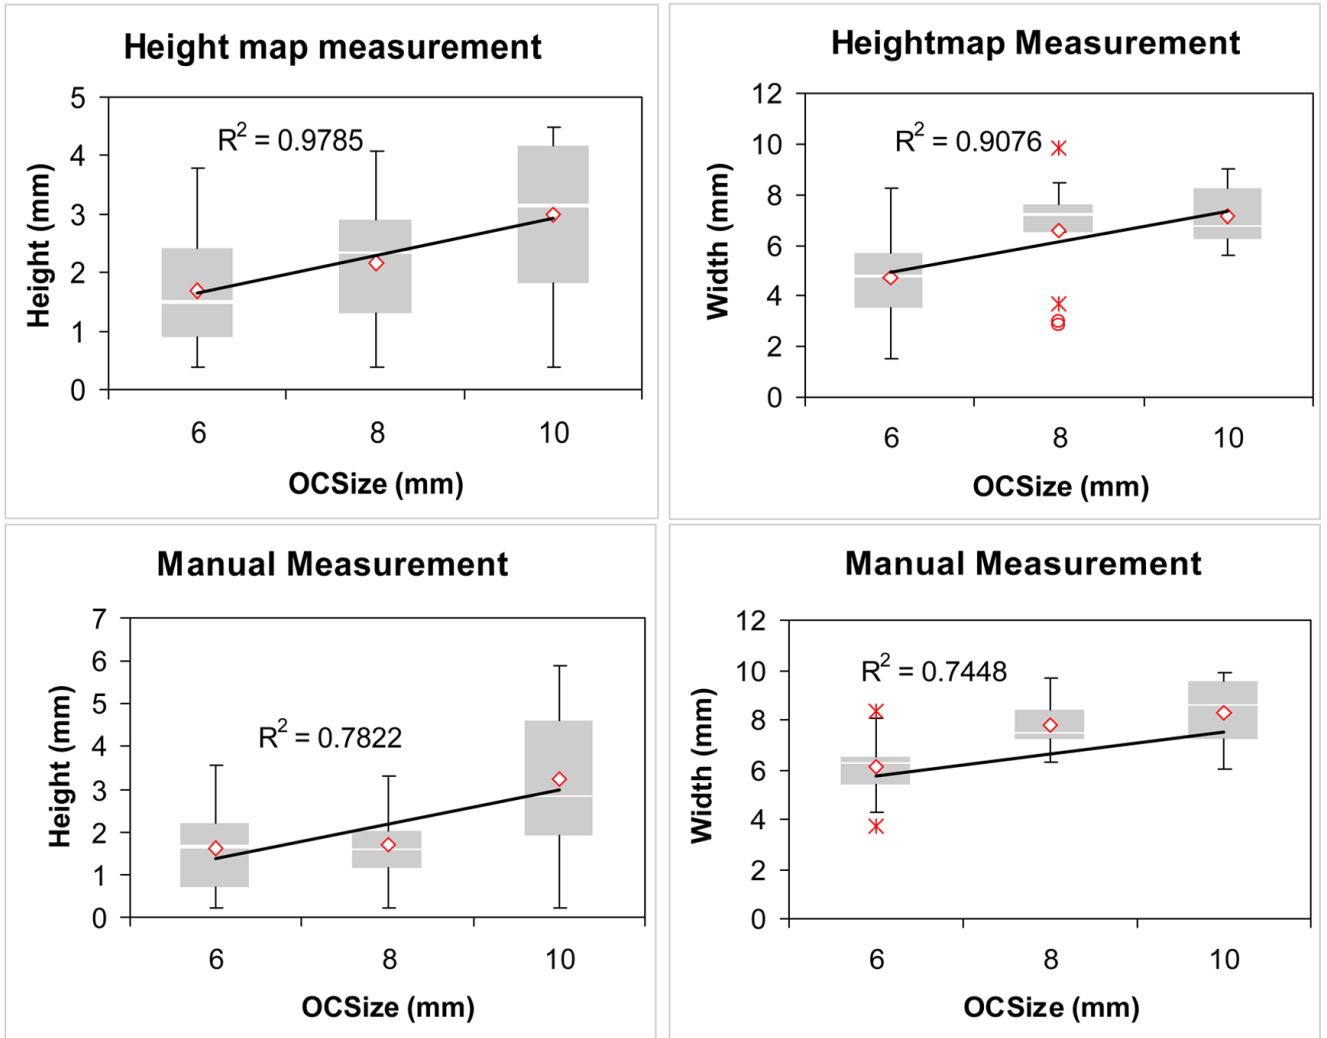 Height map measurement
R² = 0.9785
5
4
3
2
1
0
Height (mm)
6 8 10
OCSize (mm)
Heightmap Measurement
R² = 0.9076
12
10
8
6
4
2
0
Width (mm)
6 8 10
OCSize (mm)
Manual Measurement
R² = 0.7822
7
6
5
4
3
2
1
0
Height (mm)
6 8 10
OCSize (mm)
Manual Measurement
R² = 0.7448
12
10
8
6
4
2
0
Width (mm)
6 8 10
OCSize (mm)